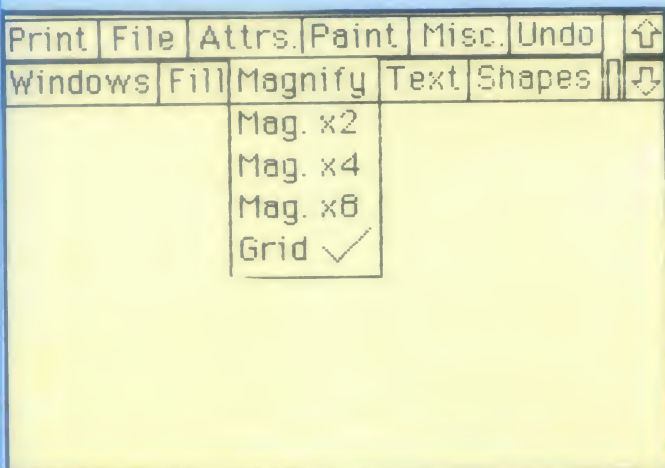 Print File Attrs. Paint Misc. Undo
Windows Fill Magnify Text Shapes
Mag. x2
Mag. x4
Mag. x8
Grid